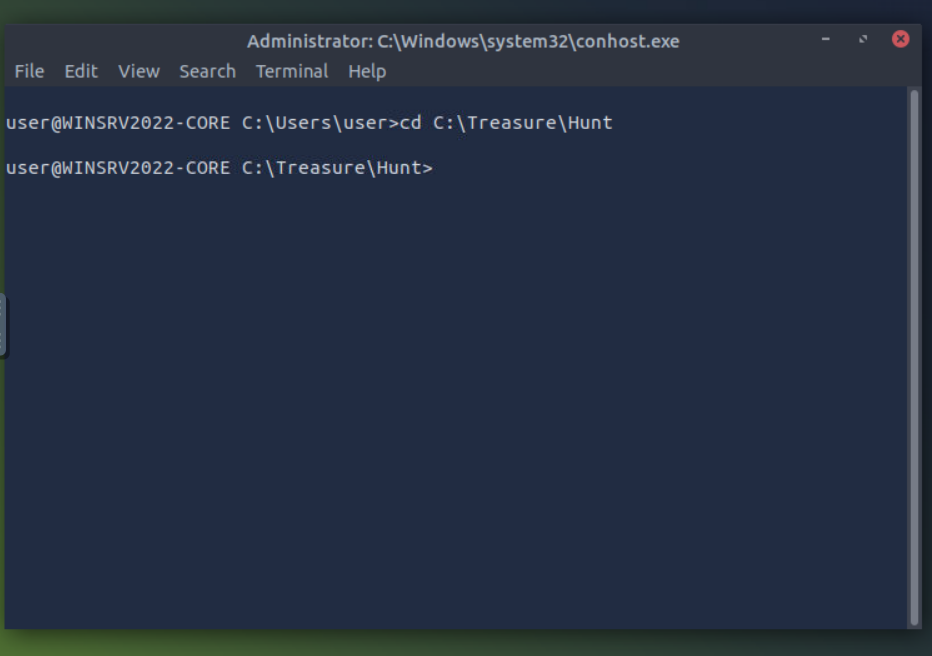 Administrator: C:\Windows\system32\conhost.exe
File Edit View Search Terminal Help
user@WINSRV2022-CORE C:\Users\user>cd C:\Treasure\Hunt
user@WINSRV2022-CORE C:\Treasure\Hunt>